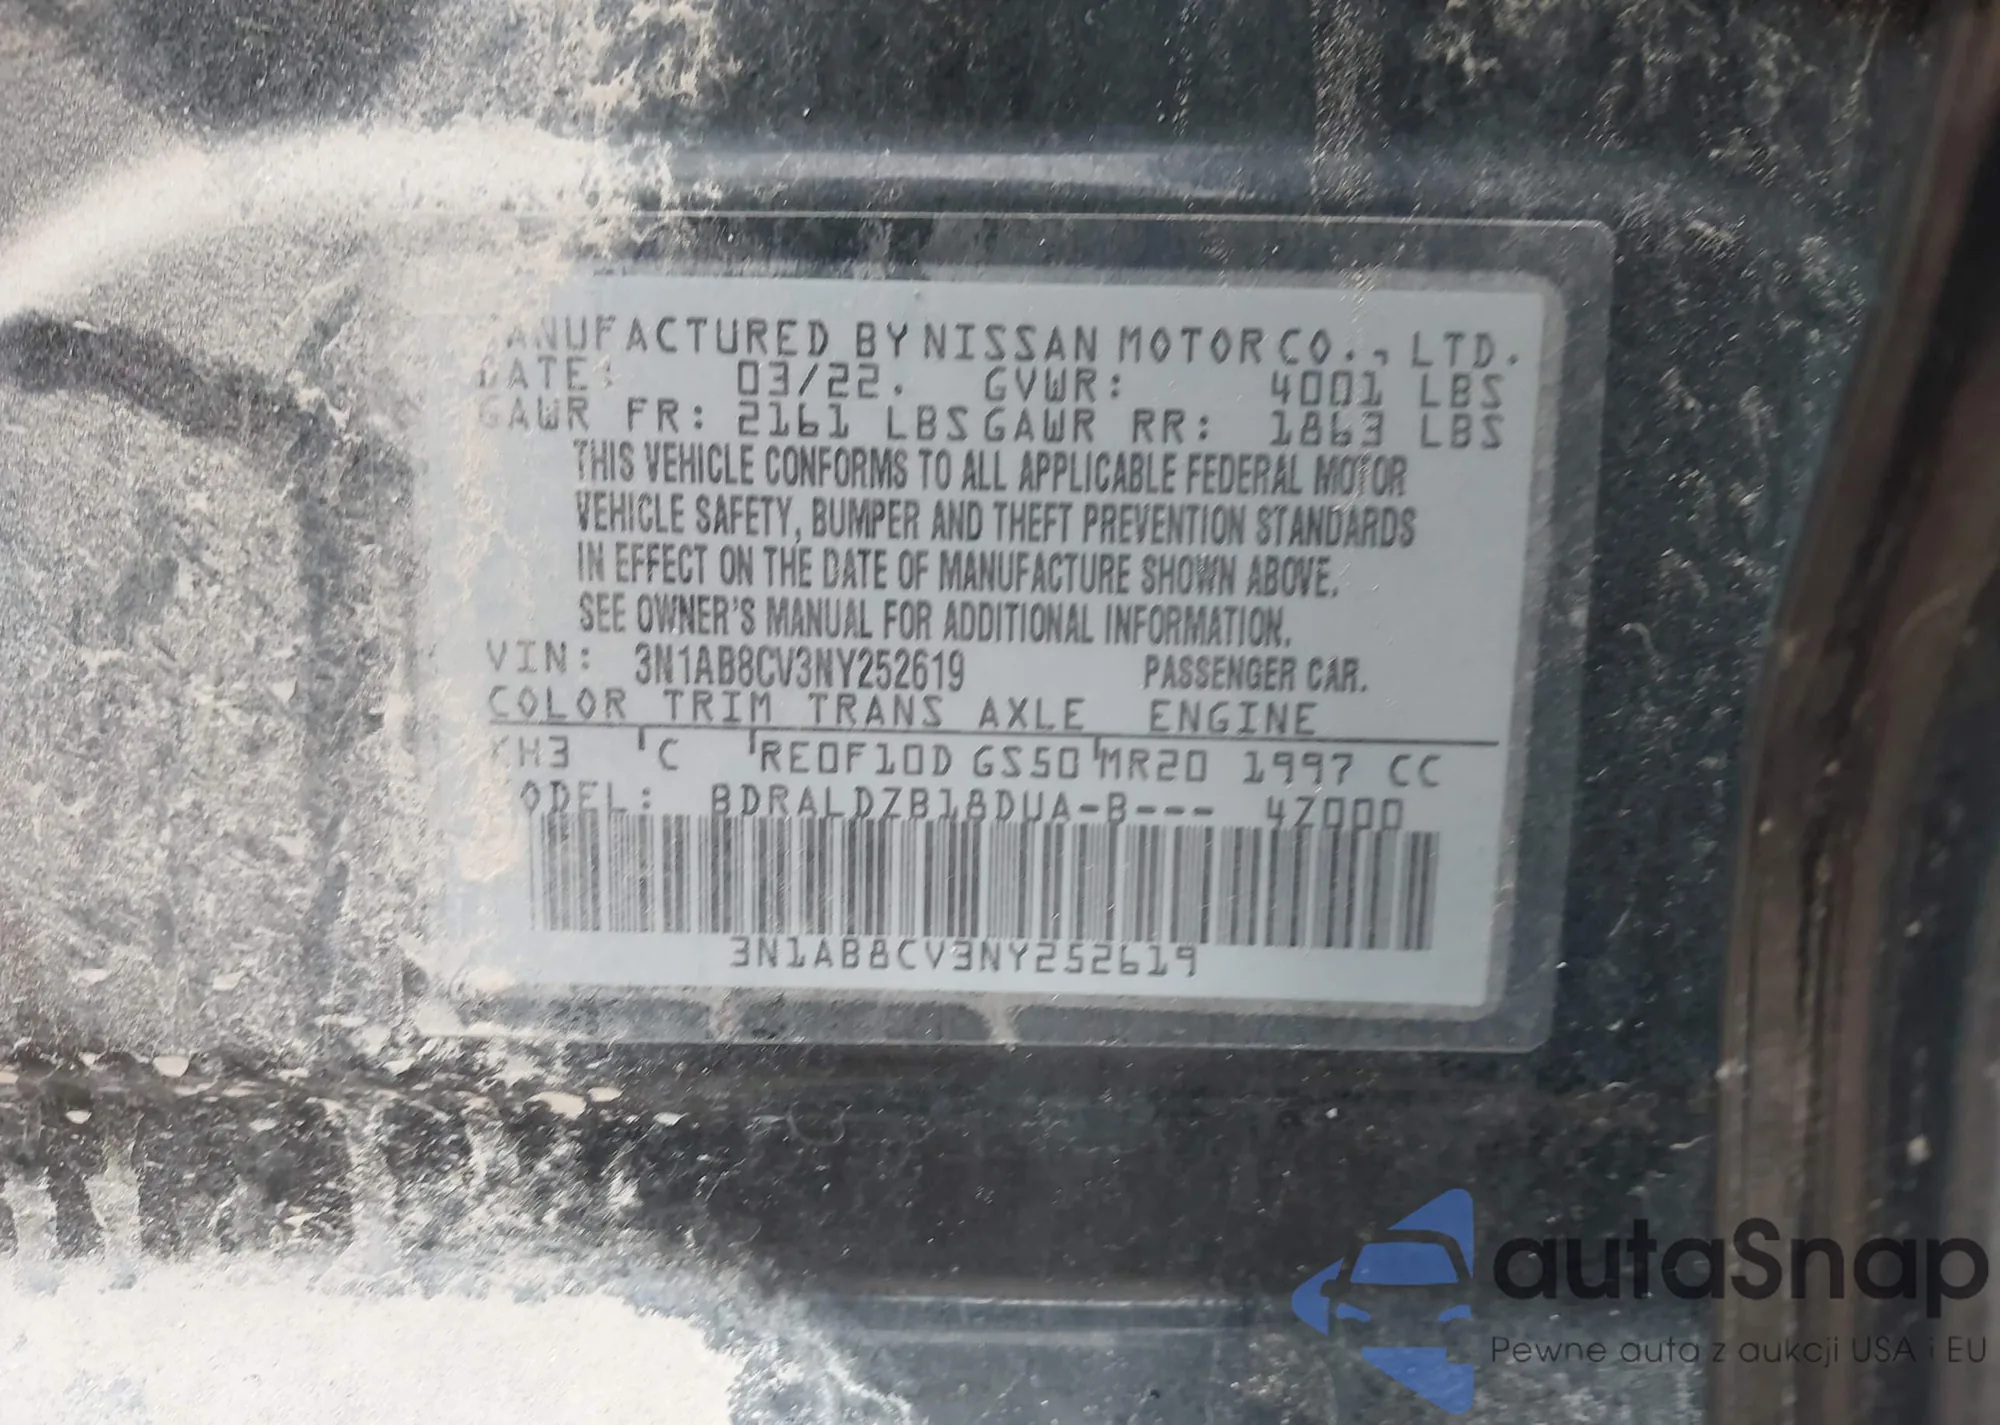 MANUFACTURED BY NISSAN MOTOR CO., LTD.
DATE: 03/22. GVWR: 4001 LBS
GAWR FR: 2161 LBS GAWR RR: 1863 LBS
THIS VEHICLE CONFORMS TO ALL APPLICABLE FEDERAL MOTOR
VEHICLE SAFETY, BUMPER AND THEFT PREVENTION STANDARDS
IN EFFECT ON THE DATE OF MANUFACTURE SHOWN ABOVE.
SEE OWNER'S MANUAL FOR ADDITIONAL INFORMATION.
VIN: 3N1AB8CV3NY252619 PASSENGER CAR.
COLOR TRIM TRANS AXLE ENGINE
KH3 C RE0F10D GS50 MR20 1997 CC
MODEL: BDRALDZB18DUA-B--- 4Z000
3N1AB8CV3NY252619
autaSnap
Pewne auta z aukcji USA i EU